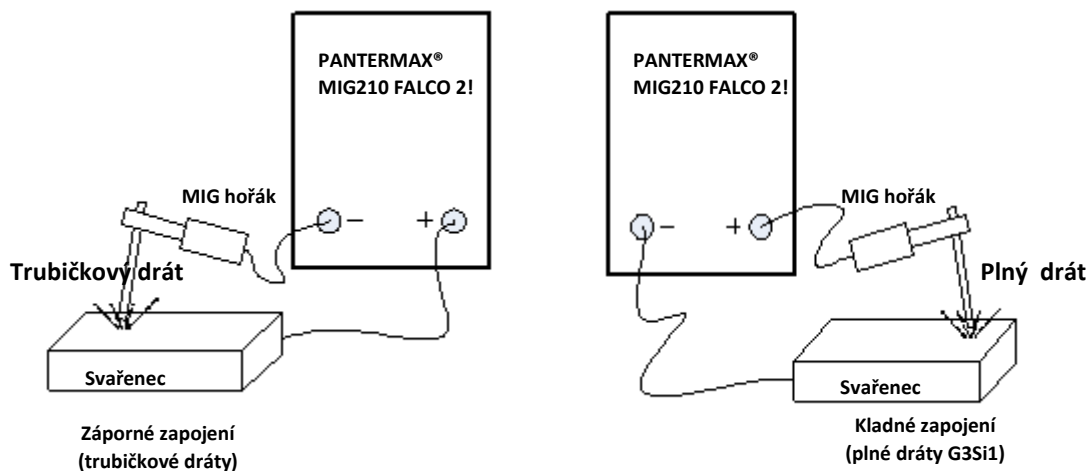 PANTERMAX®
MIG210 FALCO 2!
MIG hořák
− +
Trubičkový drát
Svařenec
Záporné zapojení
(trubičkové dráty)
PANTERMAX®
MIG210 FALCO 2!
MIG hořák
− +
Plný drát
Svařenec
Kladné zapojení
(plné dráty G3Si1)